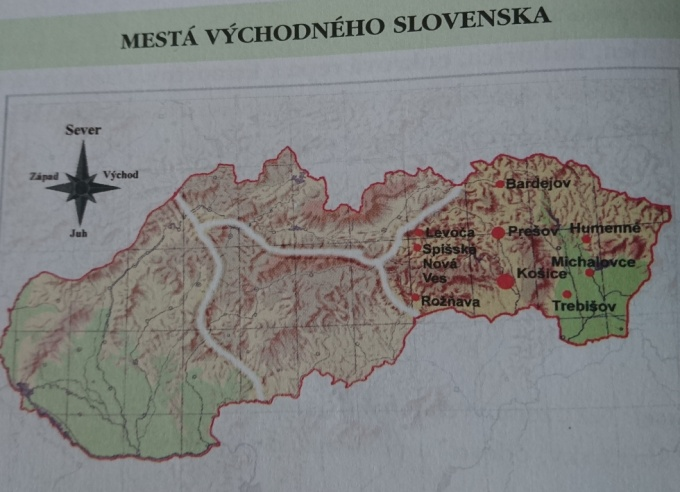 MESTÁ VÝCHODNÉHO SLOVENSKA
Sever
Západ
Východ
Juh
Bardejov
Levoča
Prešov
Humenné
Spišská
Nová
Ves
Michalovce
Košice
Rožňava
Trebišov